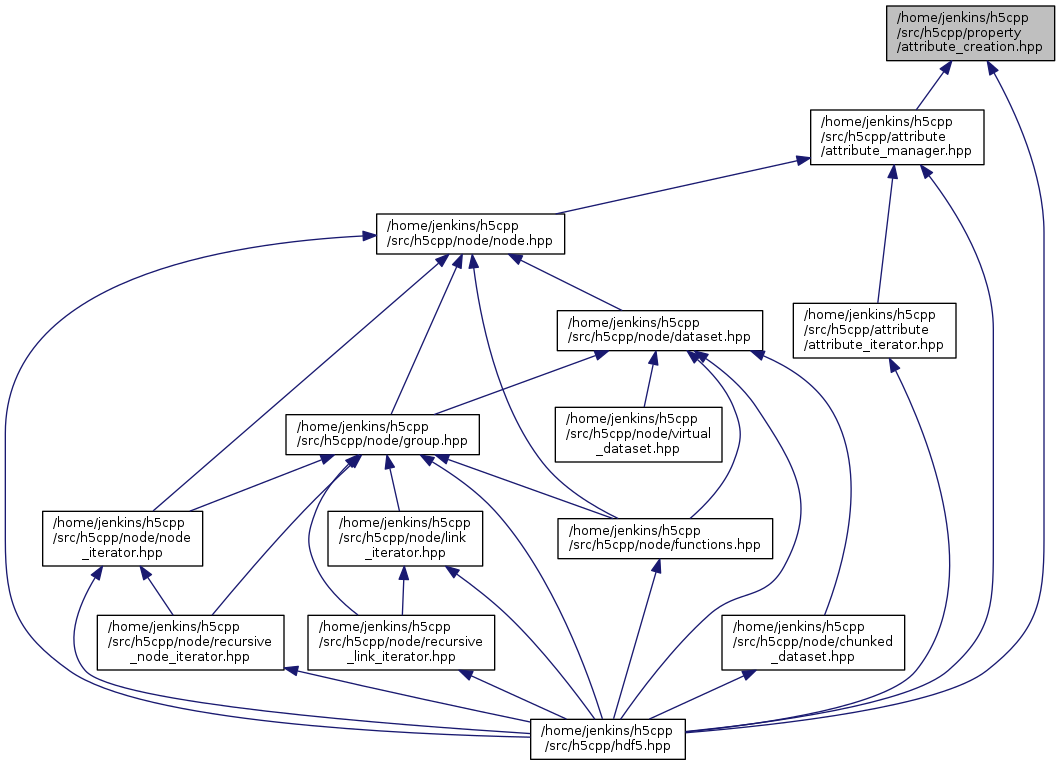 /home/jenkins/h5cpp
/src/h5cpp/property
/attribute_creation.hpp
/home/jenkins/h5cpp
/src/h5cpp/attribute
/attribute_manager.hpp
/home/jenkins/h5cpp
/src/h5cpp/node/node.hpp
/home/jenkins/h5cpp
/src/h5cpp/node/dataset.hpp
/home/jenkins/h5cpp
/src/h5cpp/attribute
/attribute_iterator.hpp
/home/jenkins/h5cpp
/src/h5cpp/node/group.hpp
/home/jenkins/h5cpp
/src/h5cpp/node/virtual
_dataset.hpp
/home/jenkins/h5cpp
/src/h5cpp/node/node
_iterator.hpp
/home/jenkins/h5cpp
/src/h5cpp/node/link
_iterator.hpp
/home/jenkins/h5cpp
/src/h5cpp/node/functions.hpp
/home/jenkins/h5cpp
/src/h5cpp/node/recursive
_node_iterator.hpp
/home/jenkins/h5cpp
/src/h5cpp/node/recursive
_link_iterator.hpp
/home/jenkins/h5cpp
/src/h5cpp/node/chunked
_dataset.hpp
/home/jenkins/h5cpp
/src/h5cpp/hdf5.hpp